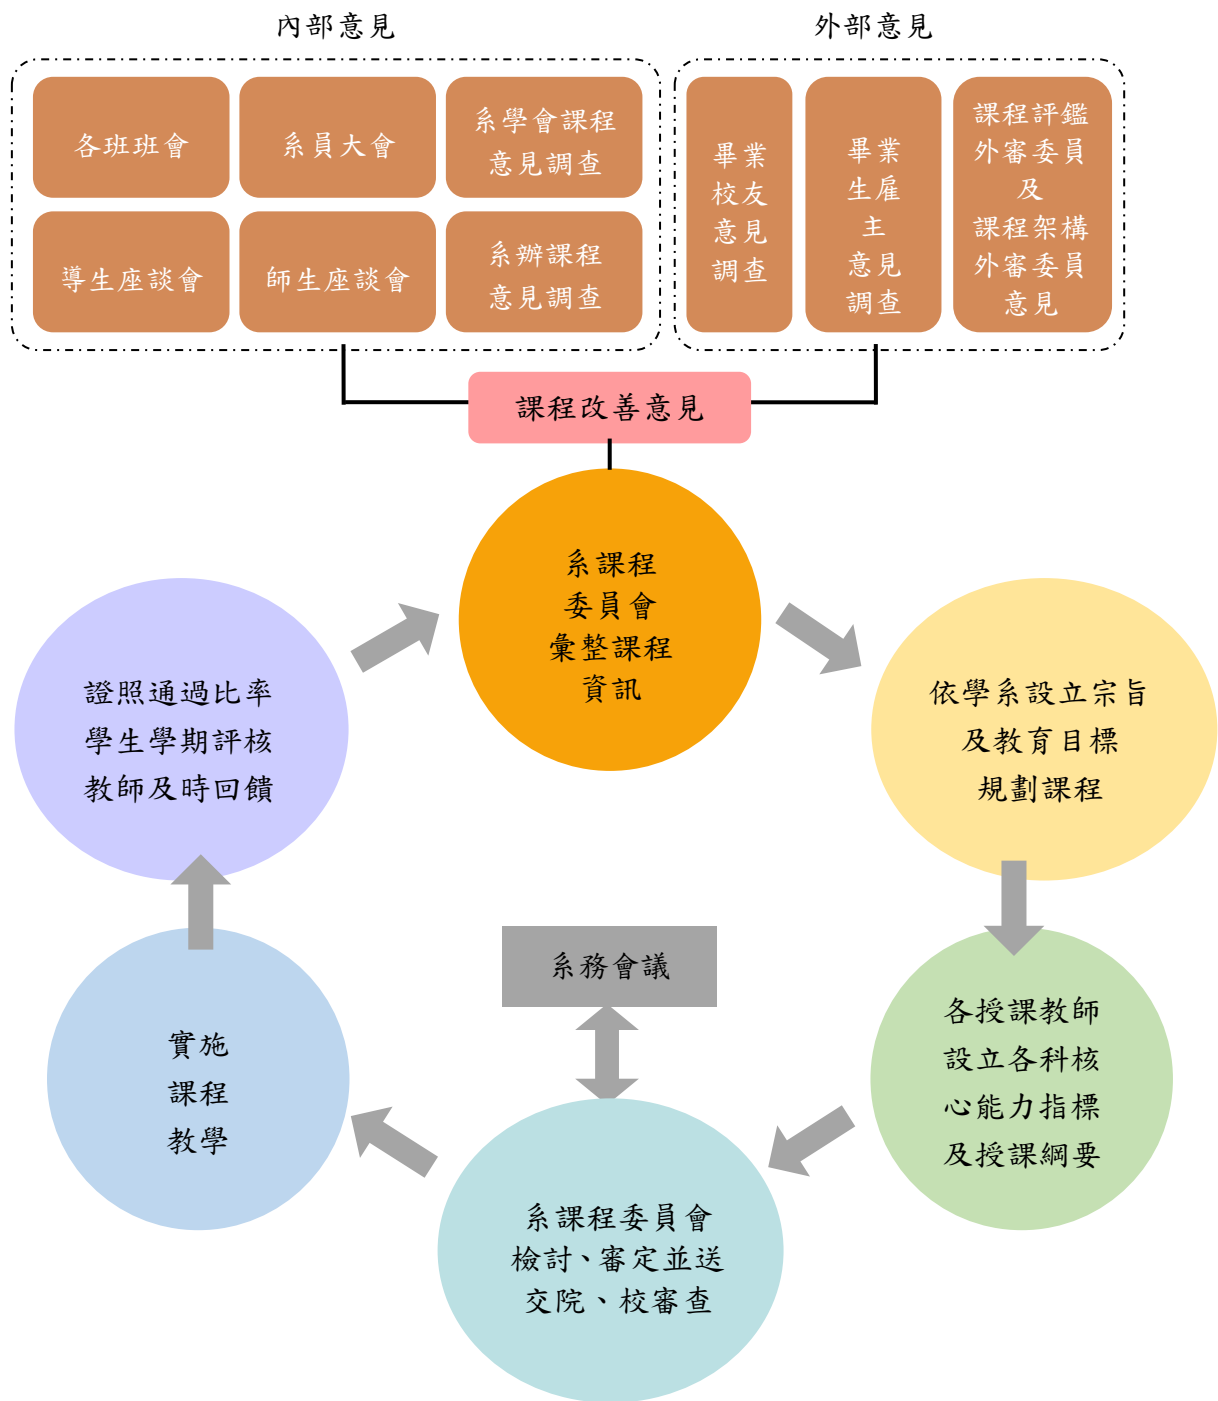 內部意見
外部意見
各班班會
系員大會
系學會課程
意見調查
導生座談會
師生座談會
系辦課程
意見調查
畢業
校友
意見
調查
畢業
生雇
主
意見
調查
課程評鑑
外審委員
及
課程架構
外審委員
意見
課程改善意見
系課程
委員會
彙整課程
資訊
依學系設立宗旨
及教育目標
規劃課程
各授課教師
設立各科核
心能力指標
及授課綱要
系務會議
系課程委員會
檢討、審定並送
交院、校審查
實施
課程
教學
證照通過比率
學生學期評核
教師及時回饋